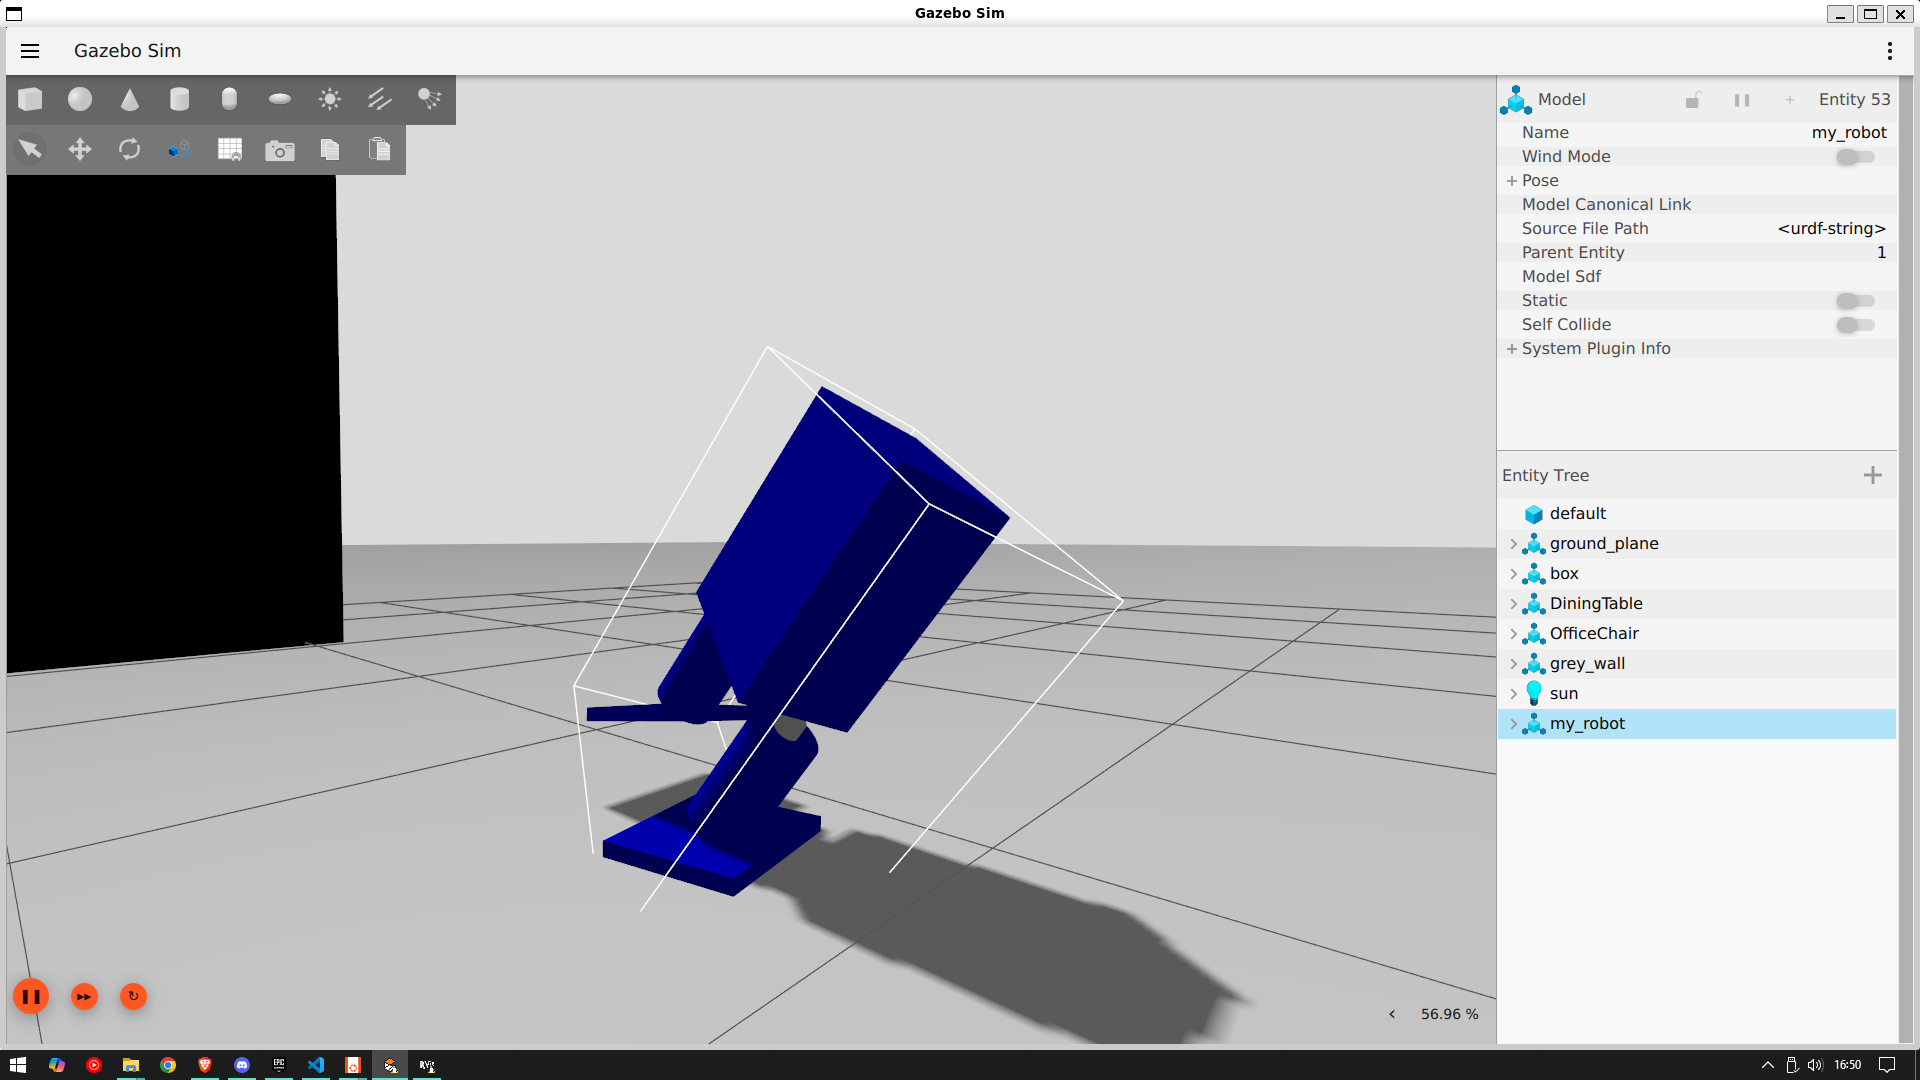 Gazebo Sim
Gazebo Sim
Model
Entity 53
Name
my_robot
Wind Mode
Pose
Model Canonical Link
Source File Path
<urdf-string>
Parent Entity
1
Model Sdf
Static
Self Collide
System Plugin Info
Entity Tree
default
ground_plane
box
DiningTable
OfficeChair
grey_wall
sun
my_robot
56.96 %
EPIC
RViz
16:50